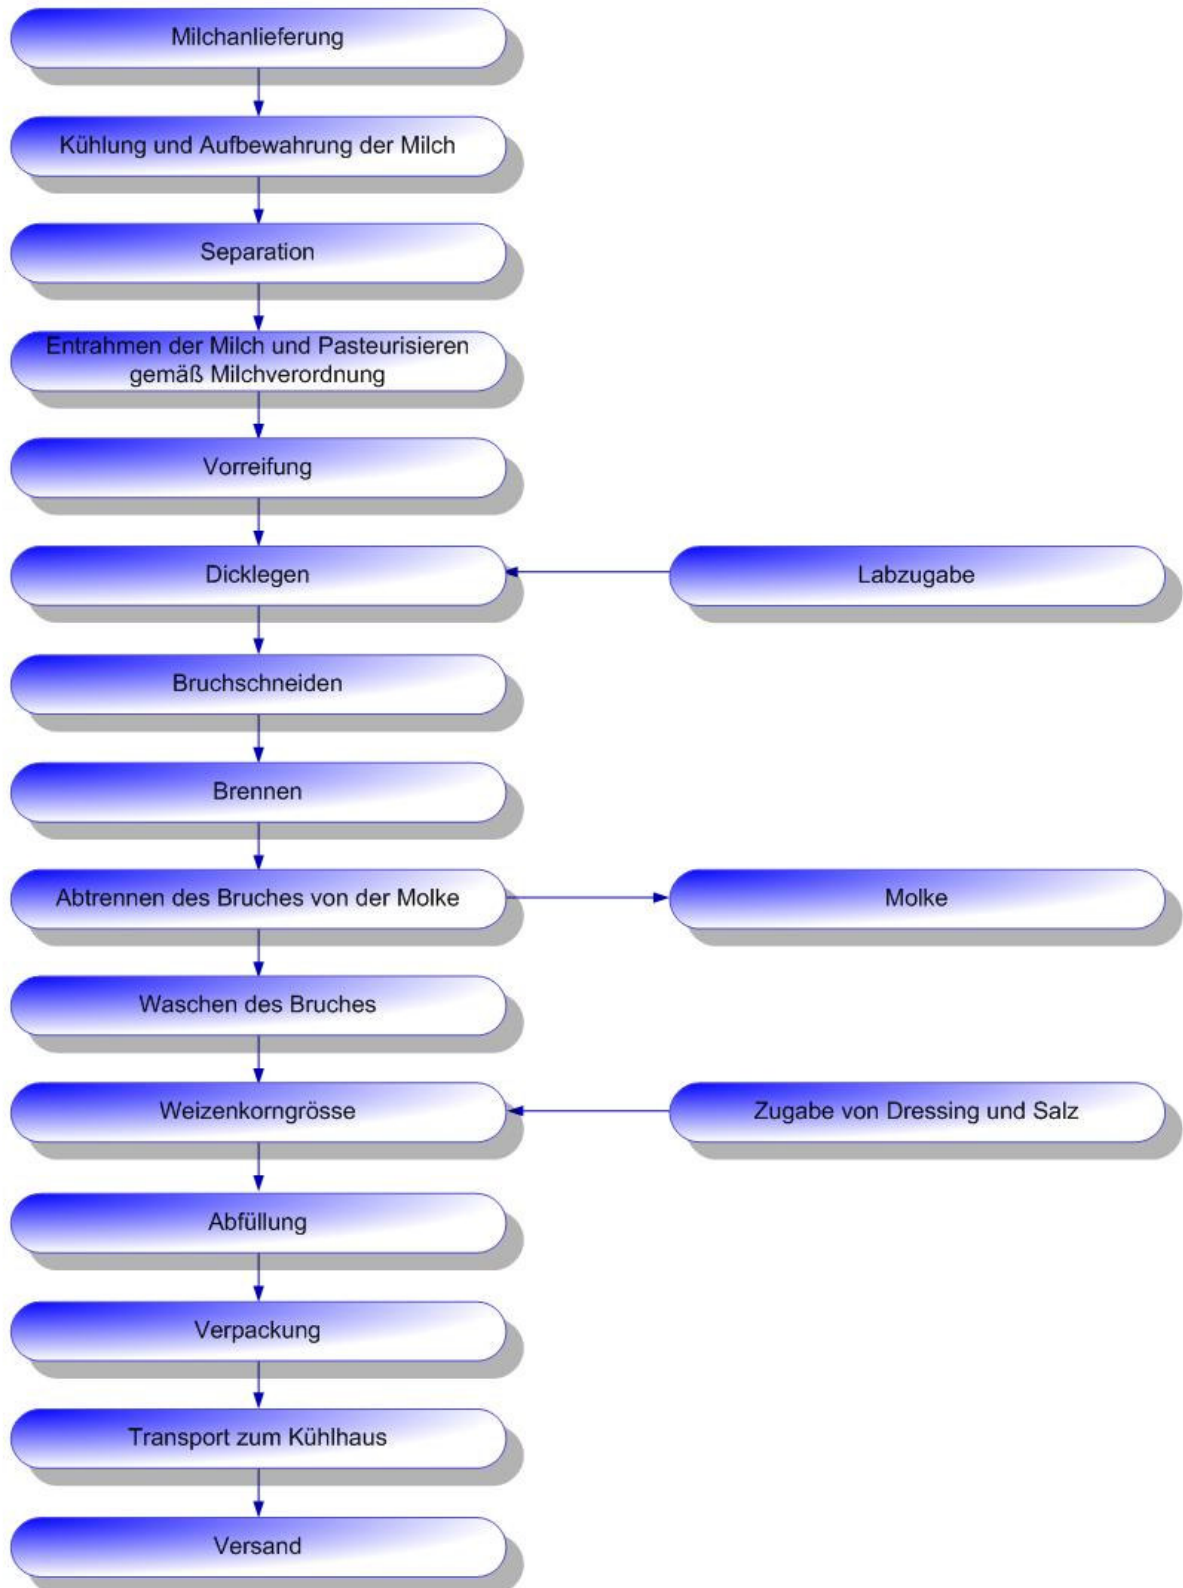 Milchanlieferung
Kühlung und Aufbewahrung der Milch
Separation
Entrahmen der Milch und Pasteurisieren
gemäß Milchverordnung
Vorreifung
Dicklegen
Labzugabe
Bruchschneiden
Brennen
Abtrennen des Bruches von der Molke
Molke
Waschen des Bruches
Weizenkorngrösse
Zugabe von Dressing und Salz
Abfüllung
Verpackung
Transport zum Kühlhaus
Versand